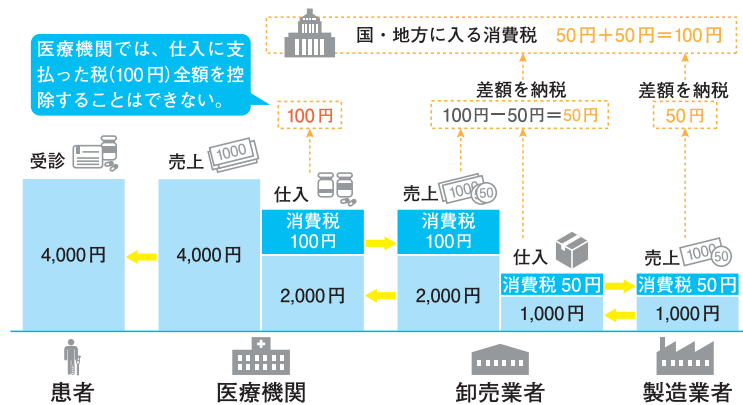 国・地方に入る消費税 50円＋50円＝100円
医療機関では、仕入に支
払った税(100円)全額を控
除することはできない。
差額を納税
差額を納税
100円
100円−50円＝50円
50円
受診
売上
1000
仕入
売上
1000
50
仕入
売上
1000
50
4,000円
4,000円
消費税
100円
2,000円
消費税
100円
2,000円
消費税 50円
1,000円
消費税 50円
1,000円
患者
医療機関
卸売業者
製造業者